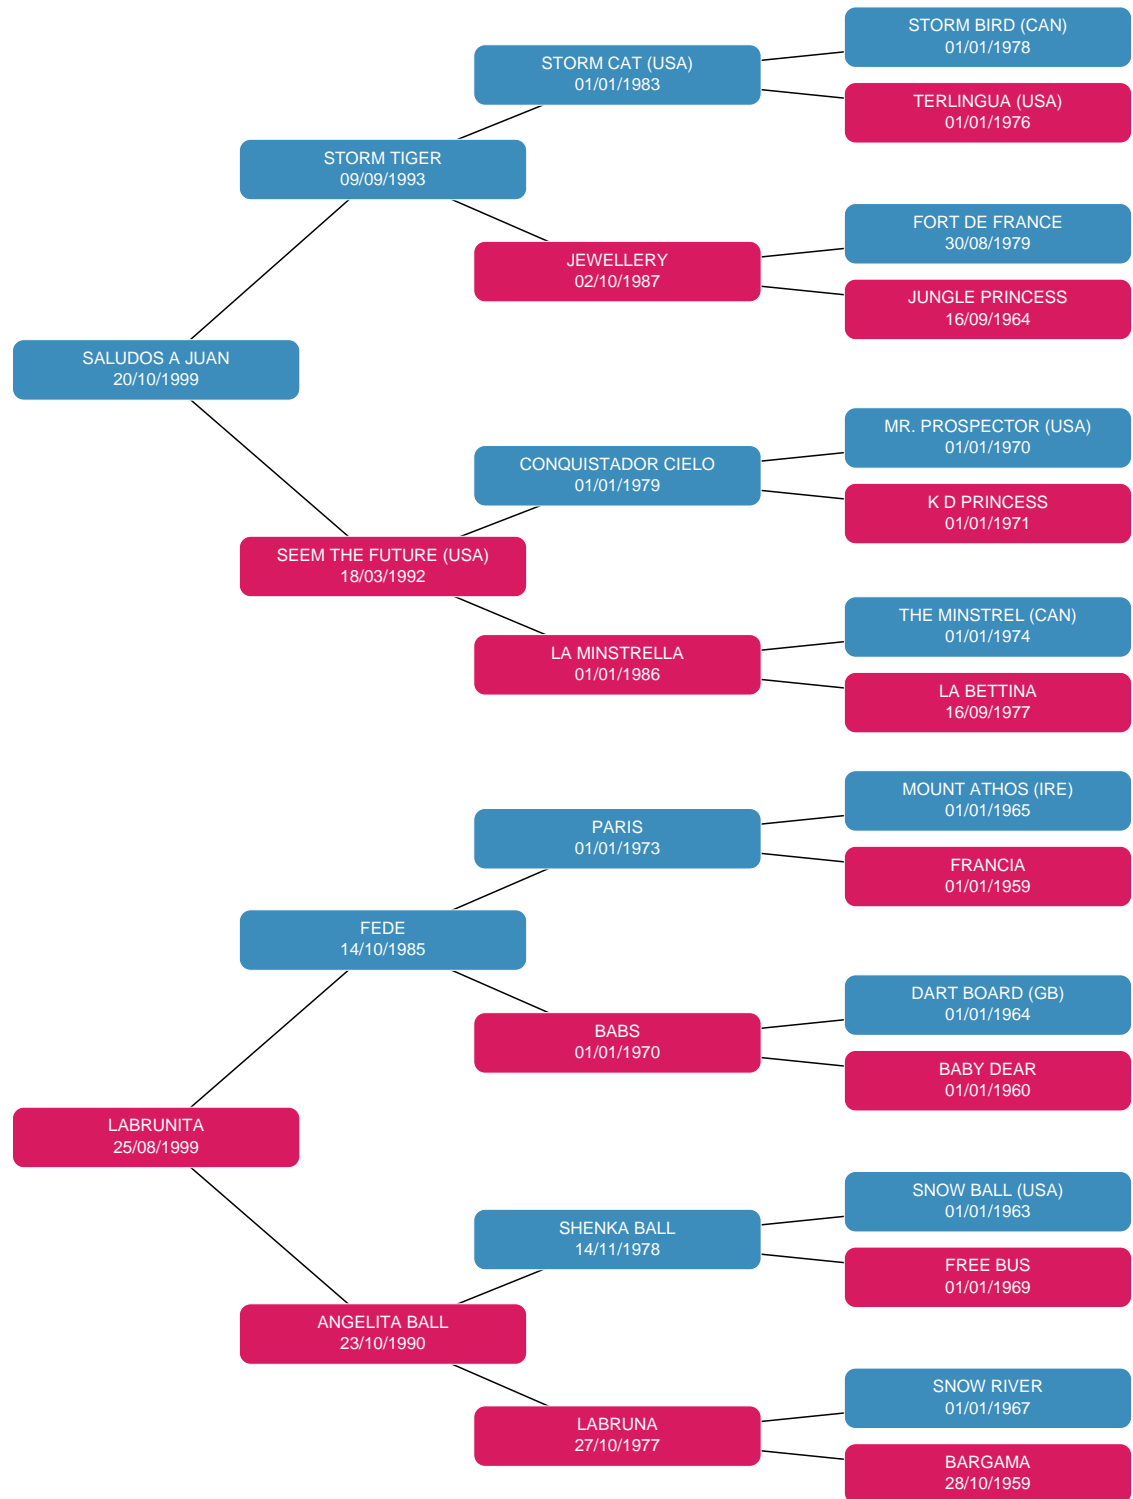 STORM BIRD (CAN)
01/01/1978
STORM CAT (USA)
01/01/1983
TERLINGUA (USA)
01/01/1976
STORM TIGER
09/09/1993
FORT DE FRANCE
30/08/1979
JEWELLERY
02/10/1987
JUNGLE PRINCESS
16/09/1964
SALUDOS A JUAN
20/10/1999
MR. PROSPECTOR (USA)
01/01/1970
CONQUISTADOR CIELO
01/01/1979
K D PRINCESS
01/01/1971
SEEM THE FUTURE (USA)
18/03/1992
THE MINSTREL (CAN)
01/01/1974
LA MINSTRELLA
01/01/1986
LA BETTINA
16/09/1977
MOUNT ATHOS (IRE)
01/01/1965
PARIS
01/01/1973
FRANCIA
01/01/1959
FEDE
14/10/1985
DART BOARD (GB)
01/01/1964
BABS
01/01/1970
BABY DEAR
01/01/1960
LABRUNITA
25/08/1999
SNOW BALL (USA)
01/01/1963
SHENKA BALL
14/11/1978
FREE BUS
01/01/1969
ANGELITA BALL
23/10/1990
SNOW RIVER
01/01/1967
LABRUNA
27/10/1977
BARGAMA
28/10/1959